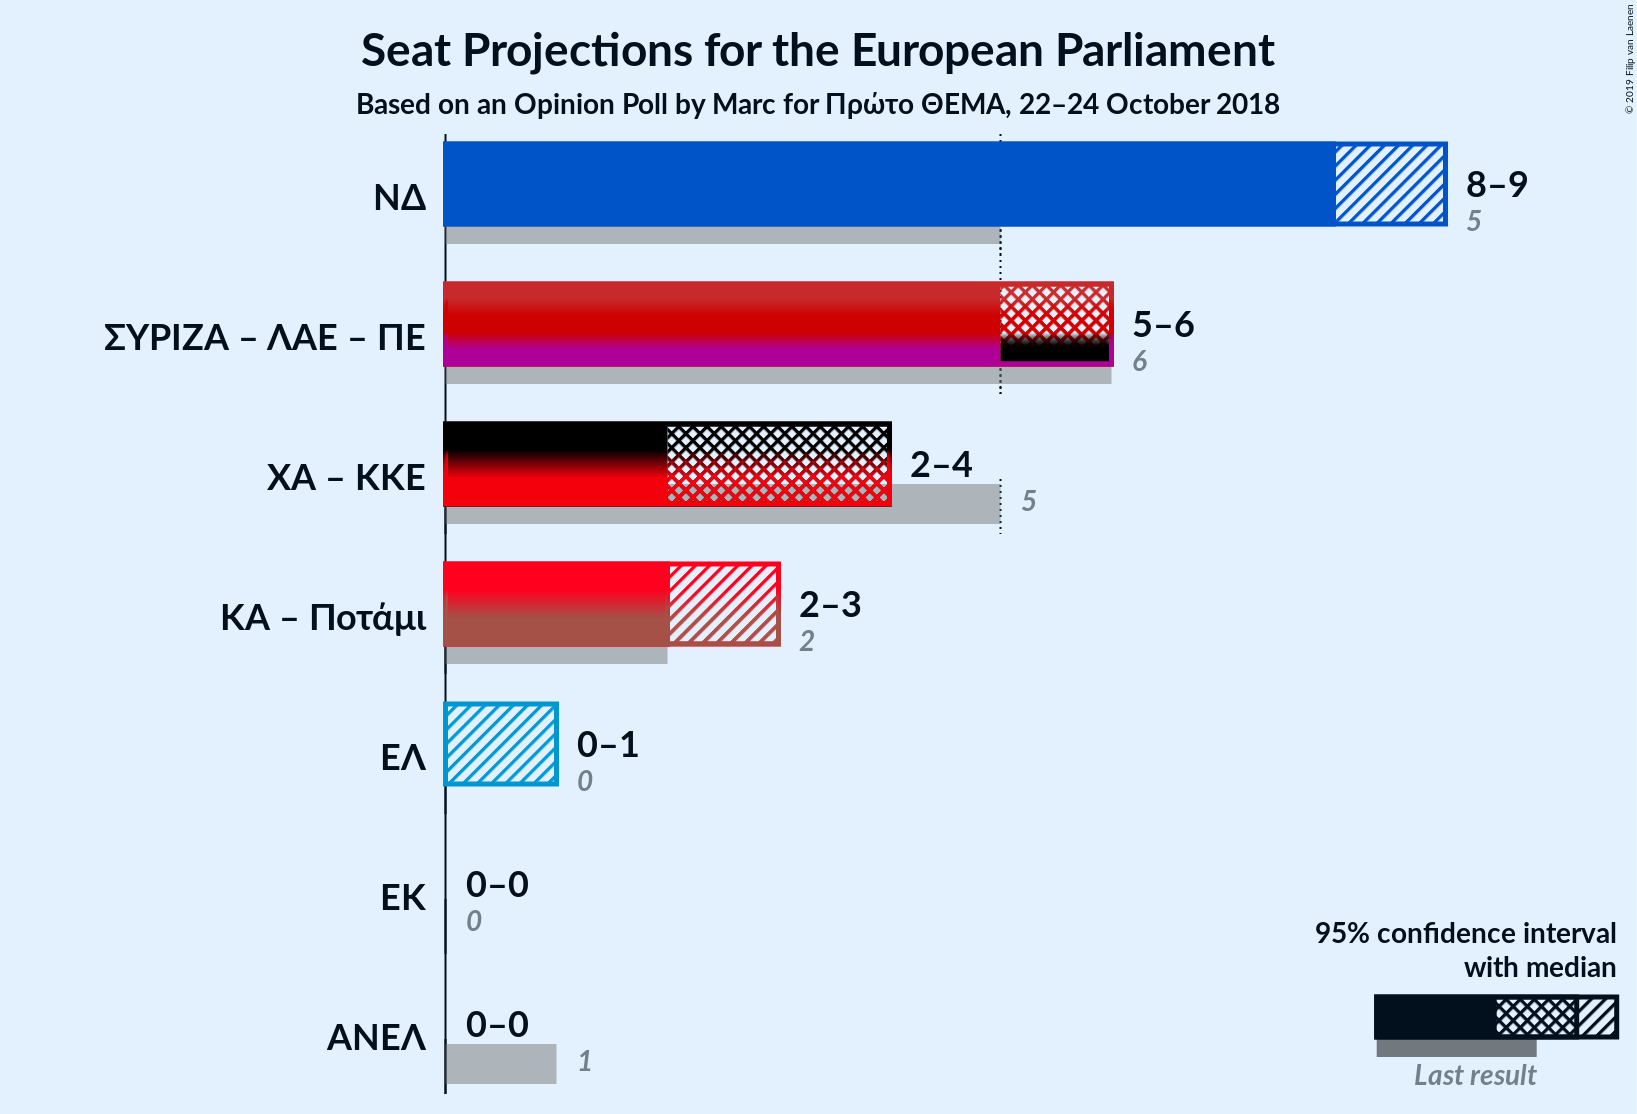 Seat Projections for the European Parliament
Based on an Opinion Poll by Marc for Πρώτο ΘΕΜΑ, 22–24 October 2018
© 2019 Filip van Laenen
ΝΔ
8–9
5
ΣΥΡΙΖΑ – ΛΑΕ – ΠΕ
5–6
6
ΧΑ – ΚΚΕ
2–4
5
ΚΑ – Ποτάμι
2–3
2
ΕΛ
0–1
0
ΕΚ
0–0
0
ΑΝΕΛ
0–0
1
95% confidence interval
with median
Last result